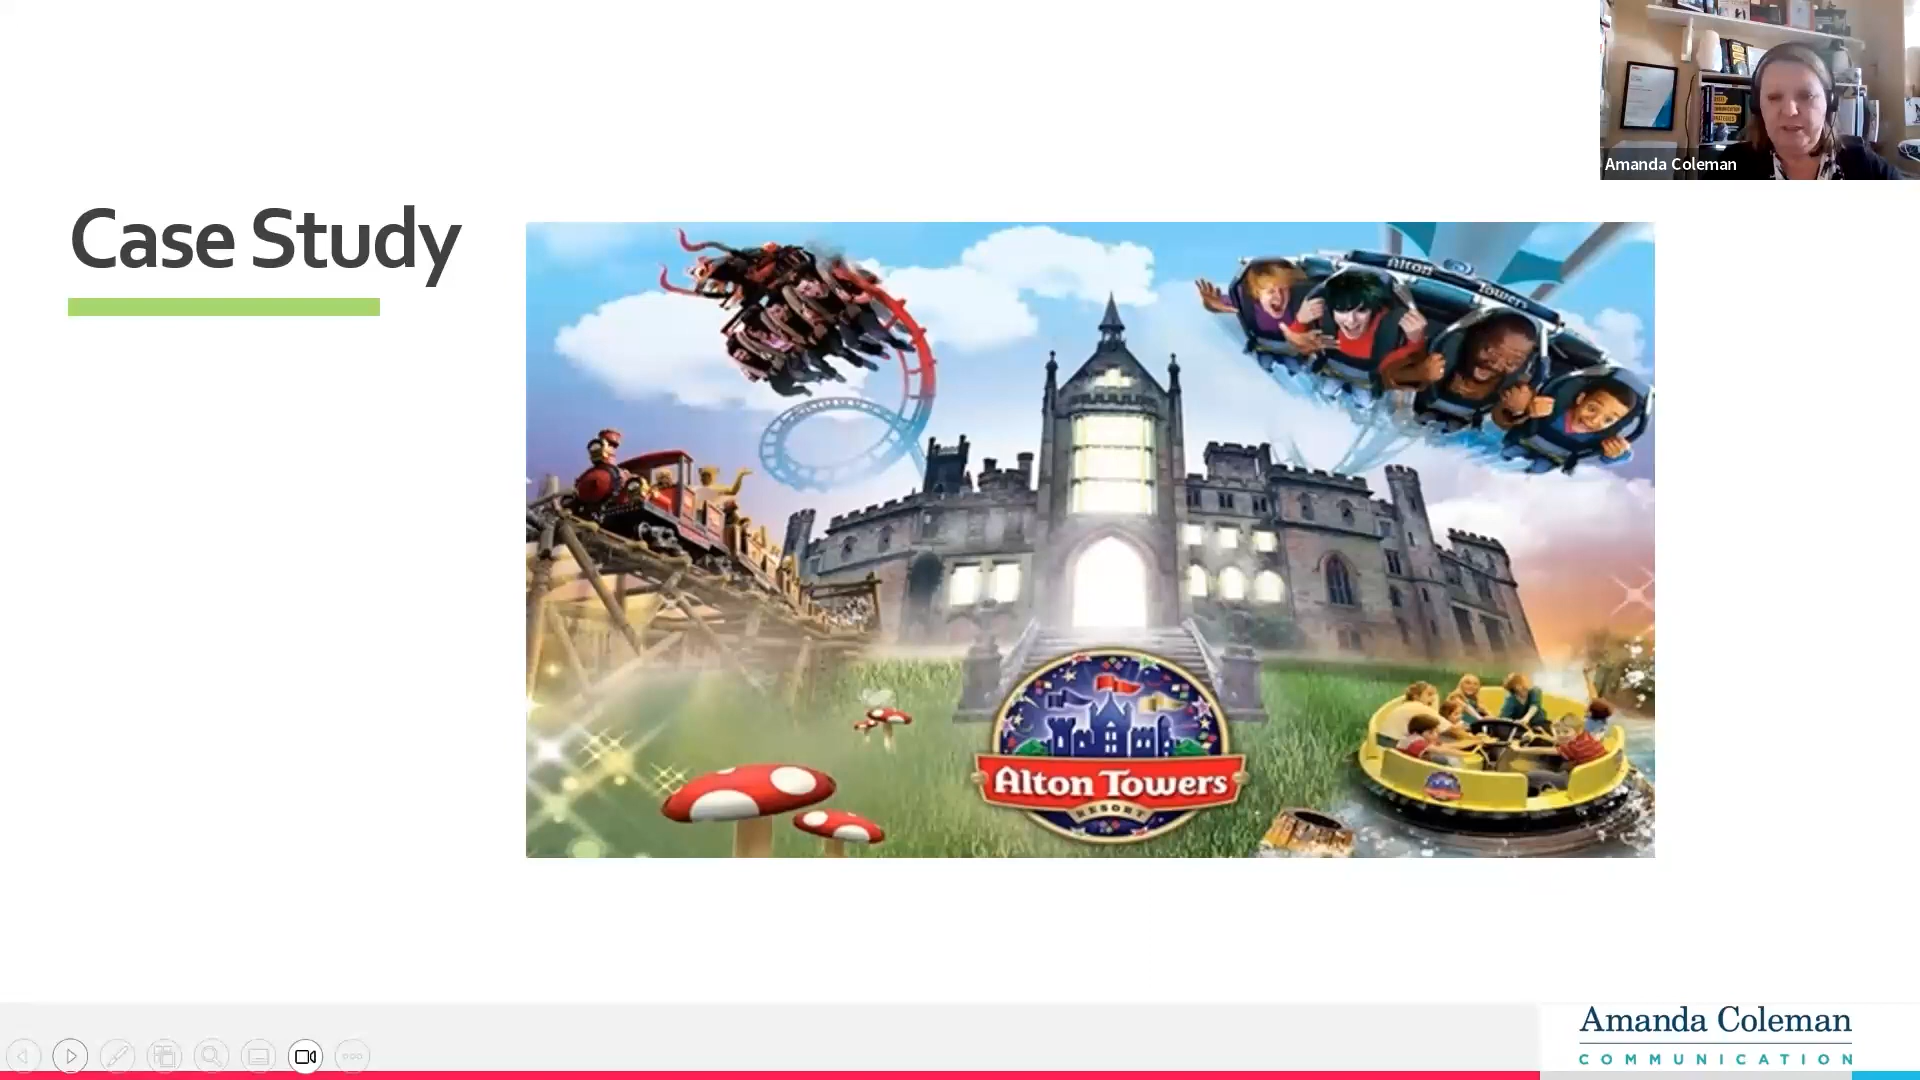 Amanda Coleman
Case Study
Alton Towers
Alton Towers
RESORT
Amanda Coleman
COMMUNICATION